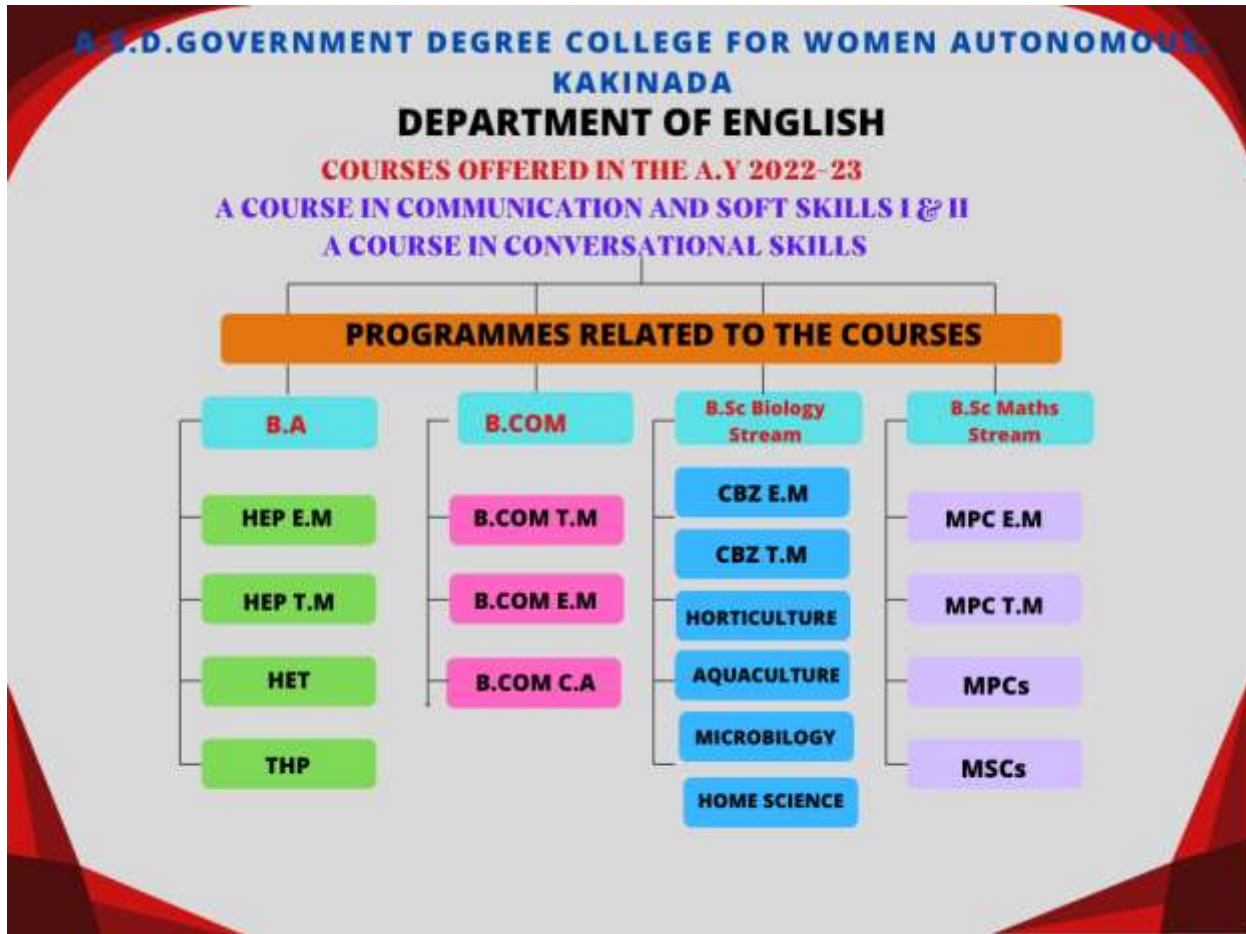 A.S.D.GOVERNMENT DEGREE COLLEGE FOR WOMEN AUTONOMOUS,
KAKINADA
DEPARTMENT OF ENGLISH
COURSES OFFERED IN THE A.Y 2022-23
A COURSE IN COMMUNICATION AND SOFT SKILLS I & II
A COURSE IN CONVERSATIONAL SKILLS
PROGRAMMES RELATED TO THE COURSES
B.A
HEP E.M
HEP T.M
HET
THP
B.COM
B.COM T.M
B.COM E.M
B.COM C.A
B.Sc Biology
Stream
CBZ E.M
CBZ T.M
HORTICULTURE
AQUACULTURE
MICROBILOGY
HOME SCIENCE
B.Sc Maths
Stream
MPC E.M
MPC T.M
MPCs
MSCs